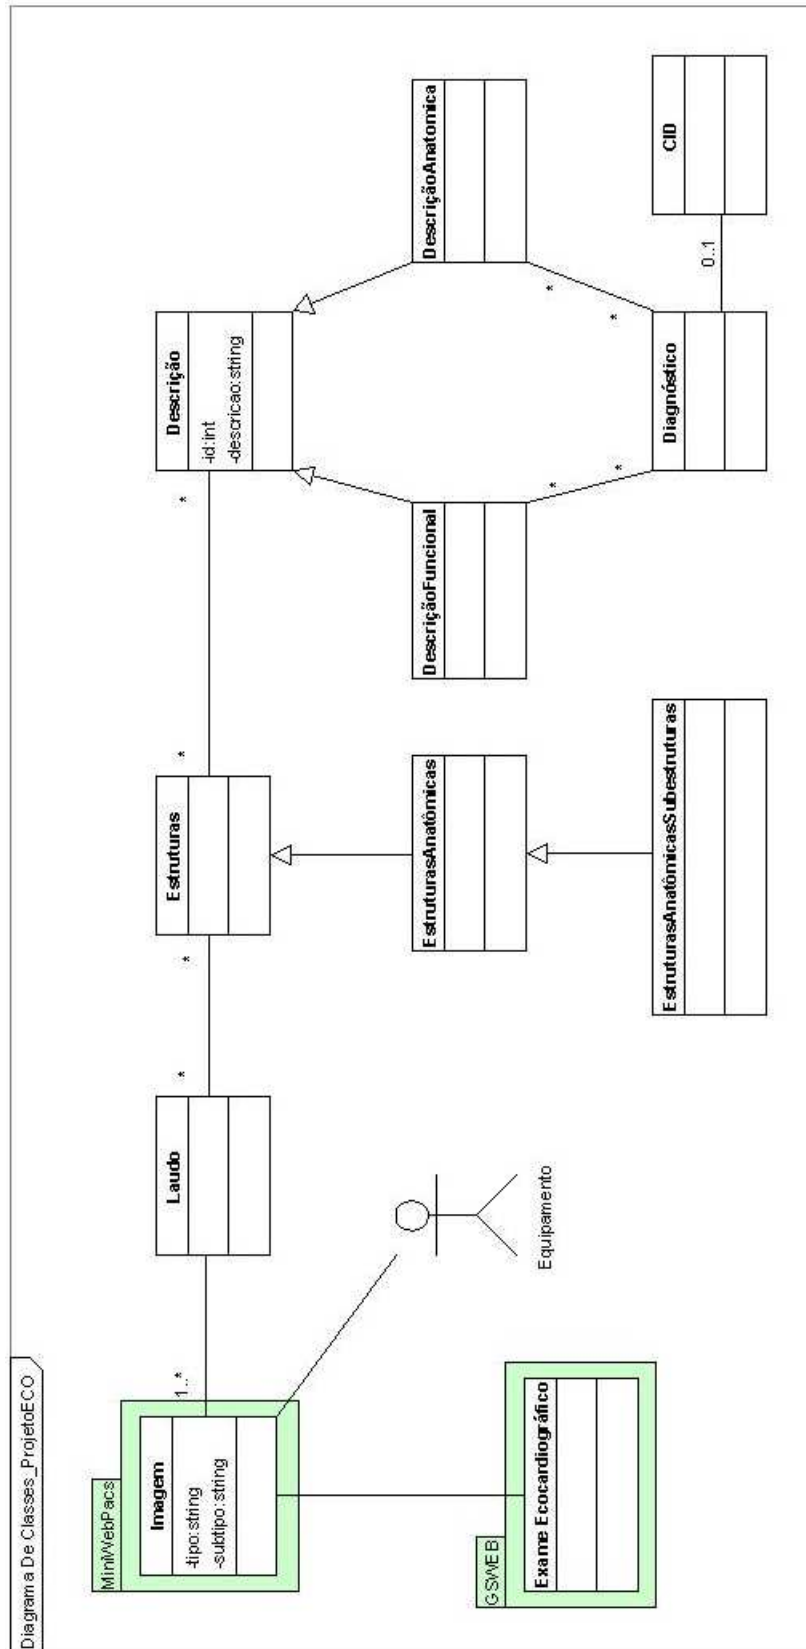 Diagrama De Classes_ProjetoECO
MiniWebPacs
Imagem
-tipo:string
-subtipo:string
1..*
Laudo
*
*
Estruturas
*
*
Descrição
-id:int
-descricao:string
Equipamento
EstruturasAnatômicas
DescriçãoFuncional
DescriçãoAnatomica
*
*
*
*
GSWEB
Exame Ecocardiográfico
EstruturasAnatômicasSubestruturas
Diagnóstico
0..1
CID